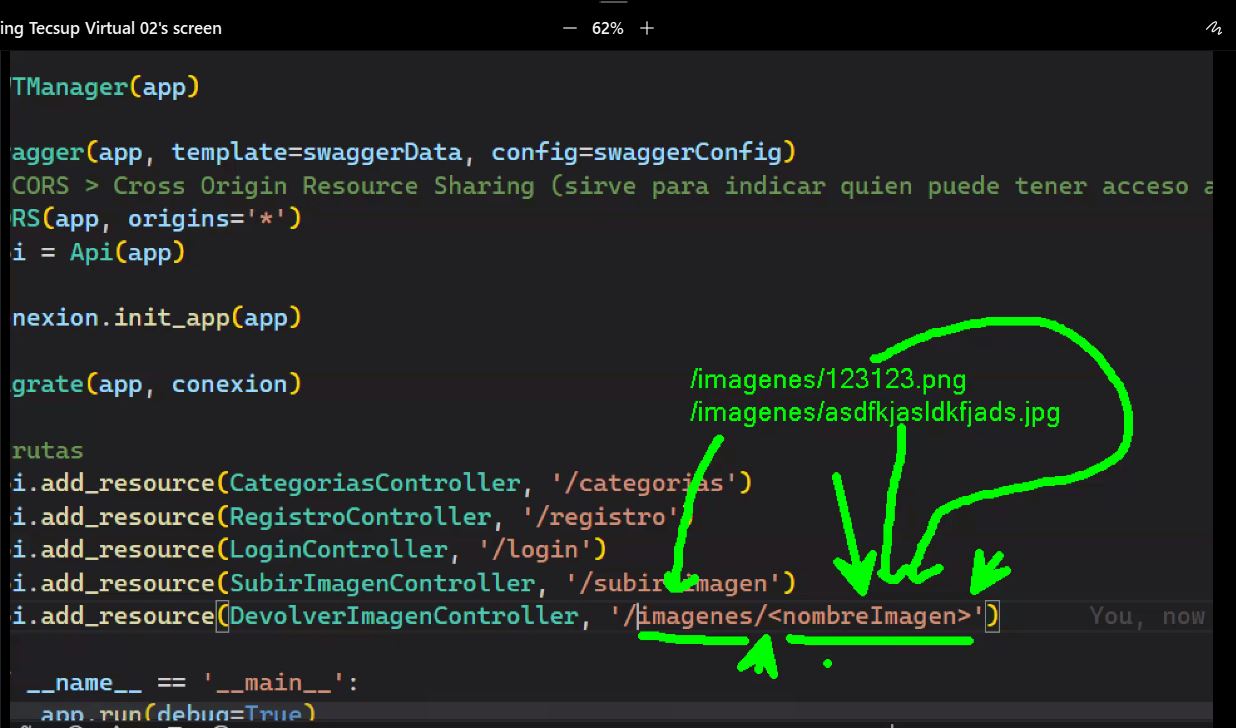 ing Tecsup Virtual 02's screen
62%
TManager(app)
agger(app, template=swaggerData, config=swaggerConfig)
CORS > Cross Origin Resource Sharing (sirve para indicar quien puede tener acceso a
RS(app, origins='*')
i = Api(app)
nexion.init_app(app)
grate(app, conexion)
/imagenes/123123.png
/imagenes/asdfkjasldkfjads.jpg
rutas
i.add_resource(CategoriasController, '/categorias')
i.add_resource(RegistroController, '/registro')
i.add_resource(LoginController, '/login')
i.add_resource(SubirImagenController, '/subir-imagen')
i.add_resource(DevolverImagenController, '/imagenes/<nombreImagen>') You, now
__name__ == '__main__':
app.run(debug=True)